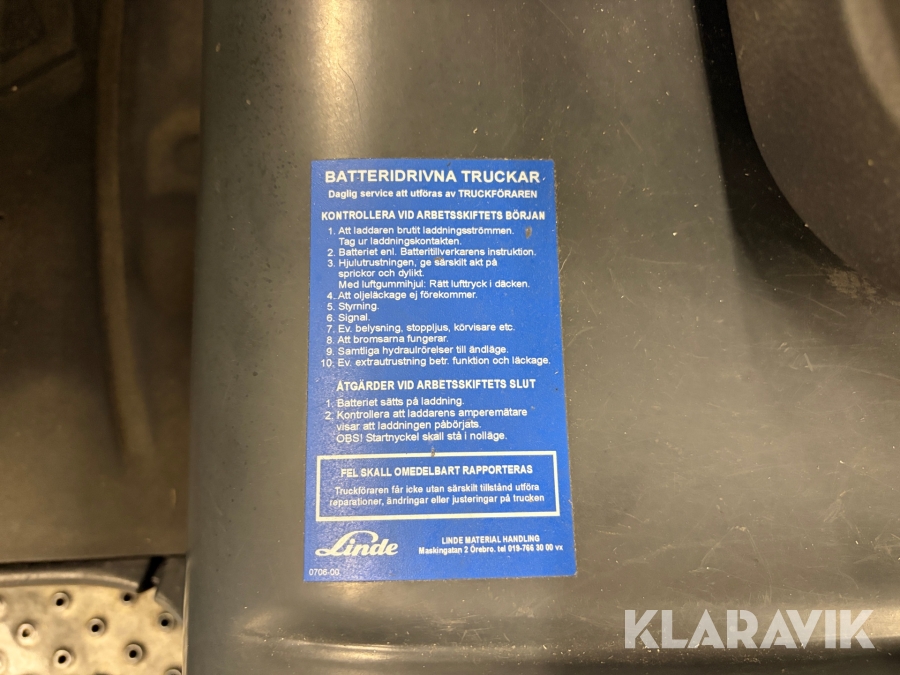 BATTERIDRIVNA TRUCKAR
Daglig service att utföras av TRUCKFÖRAREN
KONTROLLERA VID ARBETSSKIFTETS BÖRJAN
1. Att laddaren brutit laddningsströmmen.
Tag ur laddningskontakten.
2. Batteriet enl. Batteritillverkarens instruktion.
3. Hjulutrustningen, ge särskilt akt på
sprickor och dylikt.
Med luftgummihjul: Rätt lufttryck i däcken.
4. Att oljeläckage ej förekommer.
5. Styrning.
6. Signal.
7. Ev. belysning, stoppljus, körvisare etc.
8. Att bromsarna fungerar.
9. Samtliga hydraulrörelser till ändläge.
10. Ev. extrautrustning betr. funktion och läckage.
ÅTGÄRDER VID ARBETSSKIFTETS SLUT
1. Batteriet sätts på laddning.
2. Kontrollera att laddarens amperemätare
visar att laddningen påbörjats.
OBS! Startnyckel skall stå i nolläge.
FEL SKALL OMEDELBART RAPPORTERAS
Truckföraren får icke utan särskilt tillstånd utföra
reparationer, ändringar eller justeringar på trucken
Linde
LINDE MATERIAL HANDLING
Maskingatan 2 Örebro. tel 019-766 30 00 vx
0706-00
KLARAVIK